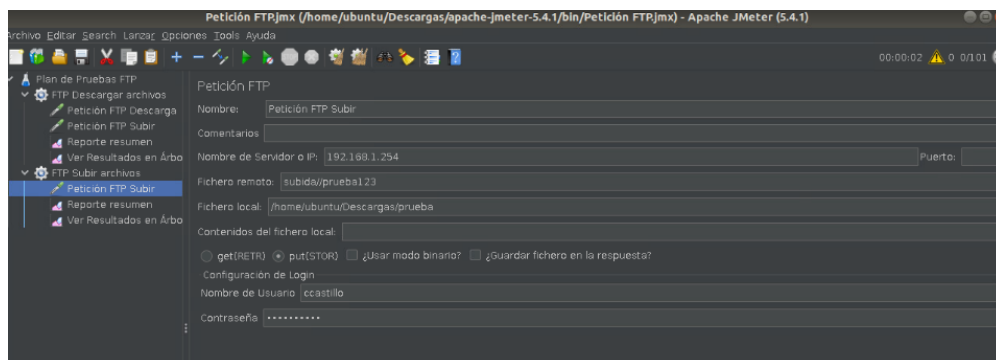 Petición FTP.jmx (/home/ubuntu/Descargas/apache-jmeter-5.4.1/bin/Petición FTP.jmx) - Apache JMeter (5.4.1)
Archivo Editar Search Lanzar Opciones Tools Ayuda
00:00:02 0 0/101
Plan de Pruebas FTP
FTP Descargar archivos
Petición FTP Descarga
Petición FTP Subir
Reporte resumen
Ver Resultados en Árbo
FTP Subir archivos
Petición FTP Subir
Reporte resumen
Ver Resultados en Árbo
Petición FTP
Nombre: Petición FTP Subir
Comentarios
Nombre de Servidor o IP: 192.168.1.254 Puerto:
Fichero remoto: subida//prueba123
Fichero local: /home/ubuntu/Descargas/prueba
Contenidos del fichero local:
get(RETR) put(STOR) ¿Usar modo binario? ¿Guardar fichero en la respuesta?
Configuración de Login
Nombre de Usuario ccastillo
Contraseña ··········